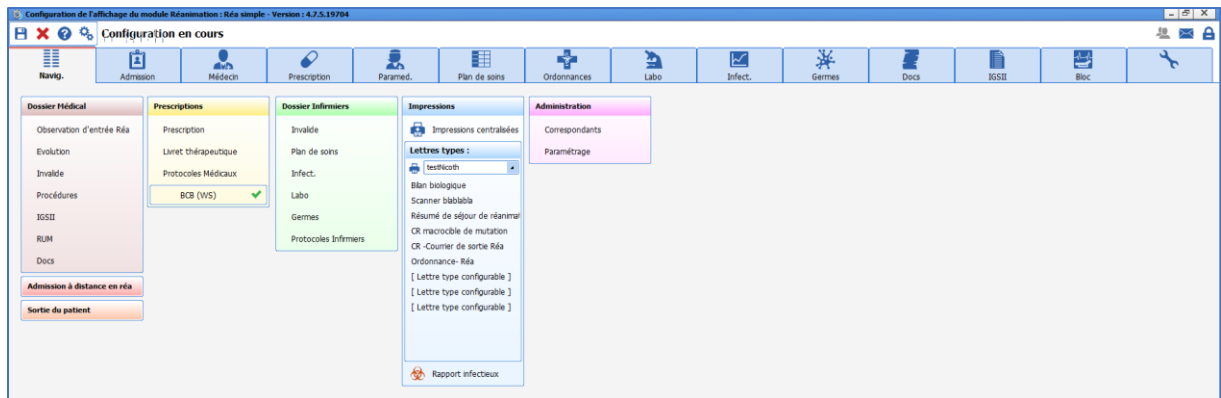 Configuration de l'affichage du module Réanimation : Réa simple - Version : 4.7.5.19704
Configuration en cours
Navig.
Admission
Médecin
Prescription
Paramed.
Plan de soins
Ordonnances
Labo
Infect.
Germes
Docs
IGSII
Bloc
Dossier Médical
Observation d'entrée Réa
Evolution
Invalide
Procédures
IGSII
RUM
Docs
Admission à distance en réa
Sortie du patient
Prescriptions
Prescription
Livret thérapeutique
Protocoles Médicaux
BCB (WS)
Dossier Infirmiers
Invalide
Plan de soins
Infect.
Labo
Germes
Protocoles Infirmiers
Impressions
Impressions centralisées
Lettres types :
testNicoth
Bilan biologique
Scanner blablabla
Résumé de séjour de réanimat
CR macrocible de mutation
CR -Courrier de sortie Réa
Ordonnance- Réa
[ Lettre type configurable ]
[ Lettre type configurable ]
[ Lettre type configurable ]
Rapport infectieux
Administration
Correspondants
Paramétrage